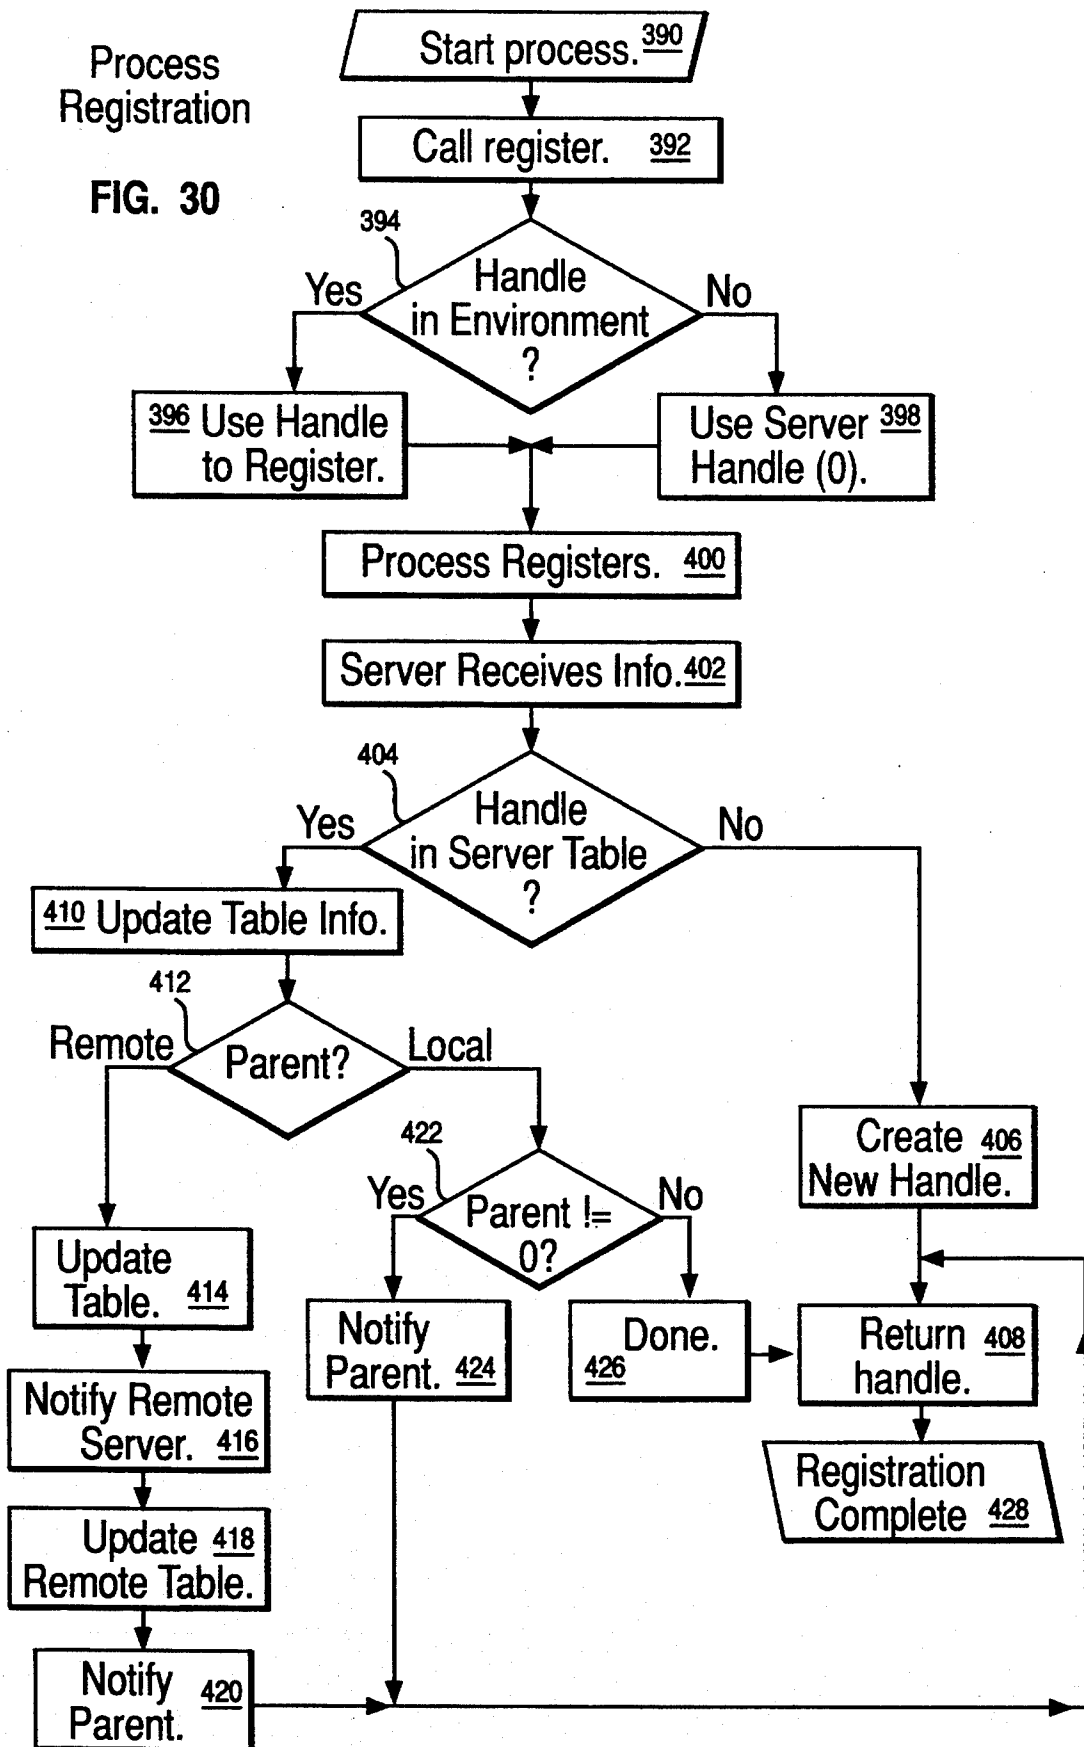 Process
Registration
FIG. 30
Start process. 390
Call register. 392
394
Handle
in Environment
?
Yes
No
396 Use Handle
to Register.
Use Server 398
Handle (0).
Process Registers. 400
Server Receives Info. 402
404
Handle
in Server Table
?
Yes
No
410 Update Table Info.
412
Parent?
Remote
Local
422
Parent !=
0?
Yes
No
Create 406
New Handle.
Update
Table. 414
Notify
Parent. 424
Done.
426
Return 408
handle.
Notify Remote
Server. 416
Registration
Complete 428
Update 418
Remote Table.
Notify 420
Parent.